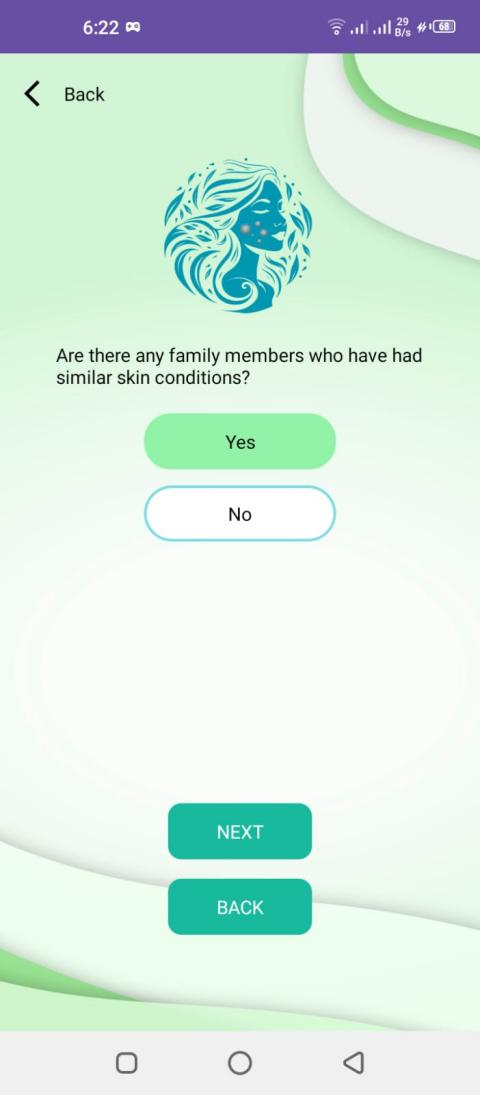 6:22
29
B/s
68
Back
Are there any family members who have had
similar skin conditions?
Yes
No
NEXT
BACK